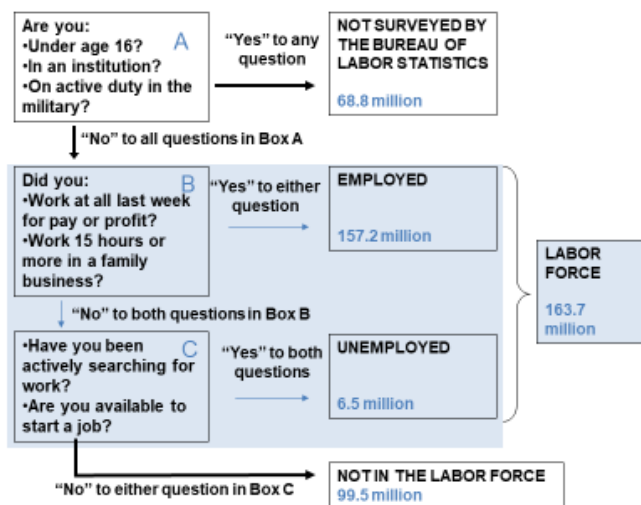 Are you:
•Under age 16?
•In an institution?
•On active duty in the
military?
A
“Yes” to any
question
NOT SURVEYED BY
THE BUREAU OF
LABOR STATISTICS
68.8 million
“No” to all questions in Box A
Did you:
•Work at all last week
for pay or profit?
•Work 15 hours or
more in a family
business?
B
“Yes” to either
question
EMPLOYED
157.2 million
LABOR
FORCE
163.7
million
“No” to both questions in Box B
•Have you been
actively searching for
work?
•Are you available to
start a job?
C
“Yes” to both
questions
UNEMPLOYED
6.5 million
“No” to either question in Box C
NOT IN THE LABOR FORCE
99.5 million